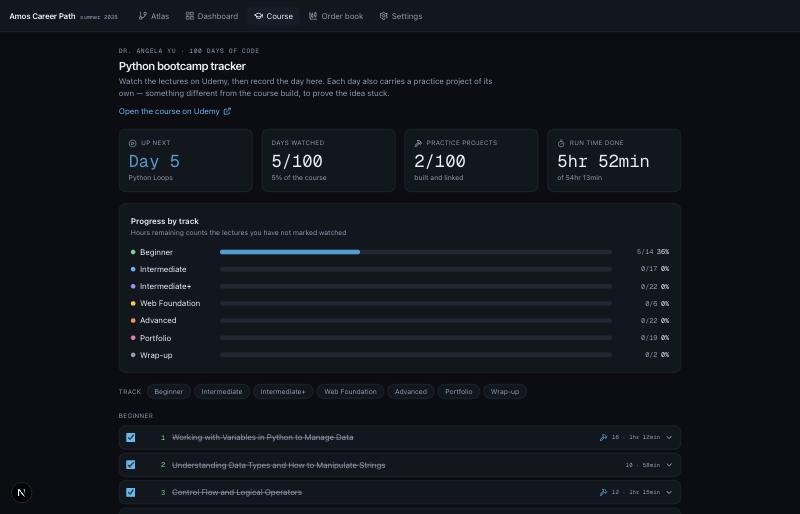 Amos Career Path summer 2026
Atlas
Dashboard
Course
Order book
Settings
DR. ANGELA YU · 100 DAYS OF CODE
Python bootcamp tracker
Watch the lectures on Udemy, then record the day here. Each day also carries a practice project of its
own — something different from the course build, to prove the idea stuck.
Open the course on Udemy
UP NEXT
Day 5
Python Loops
DAYS WATCHED
5/100
5% of the course
PRACTICE PROJECTS
2/100
built and linked
RUN TIME DONE
5hr 52min
of 54hr 13min
Progress by track
Hours remaining counts the lectures you have not marked watched
Beginner 5/14 36%
Intermediate 0/17 0%
Intermediate+ 0/22 0%
Web Foundation 0/6 0%
Advanced 0/22 0%
Portfolio 0/19 0%
Wrap-up 0/2 0%
TRACK Beginner Intermediate Intermediate+ Web Foundation Advanced Portfolio Wrap-up
BEGINNER
1 Working with Variables in Python to Manage Data 16 · 1hr 12min
2 Understanding Data Types and How to Manipulate Strings 10 · 58min
3 Control Flow and Logical Operators 12 · 1hr 15min
N